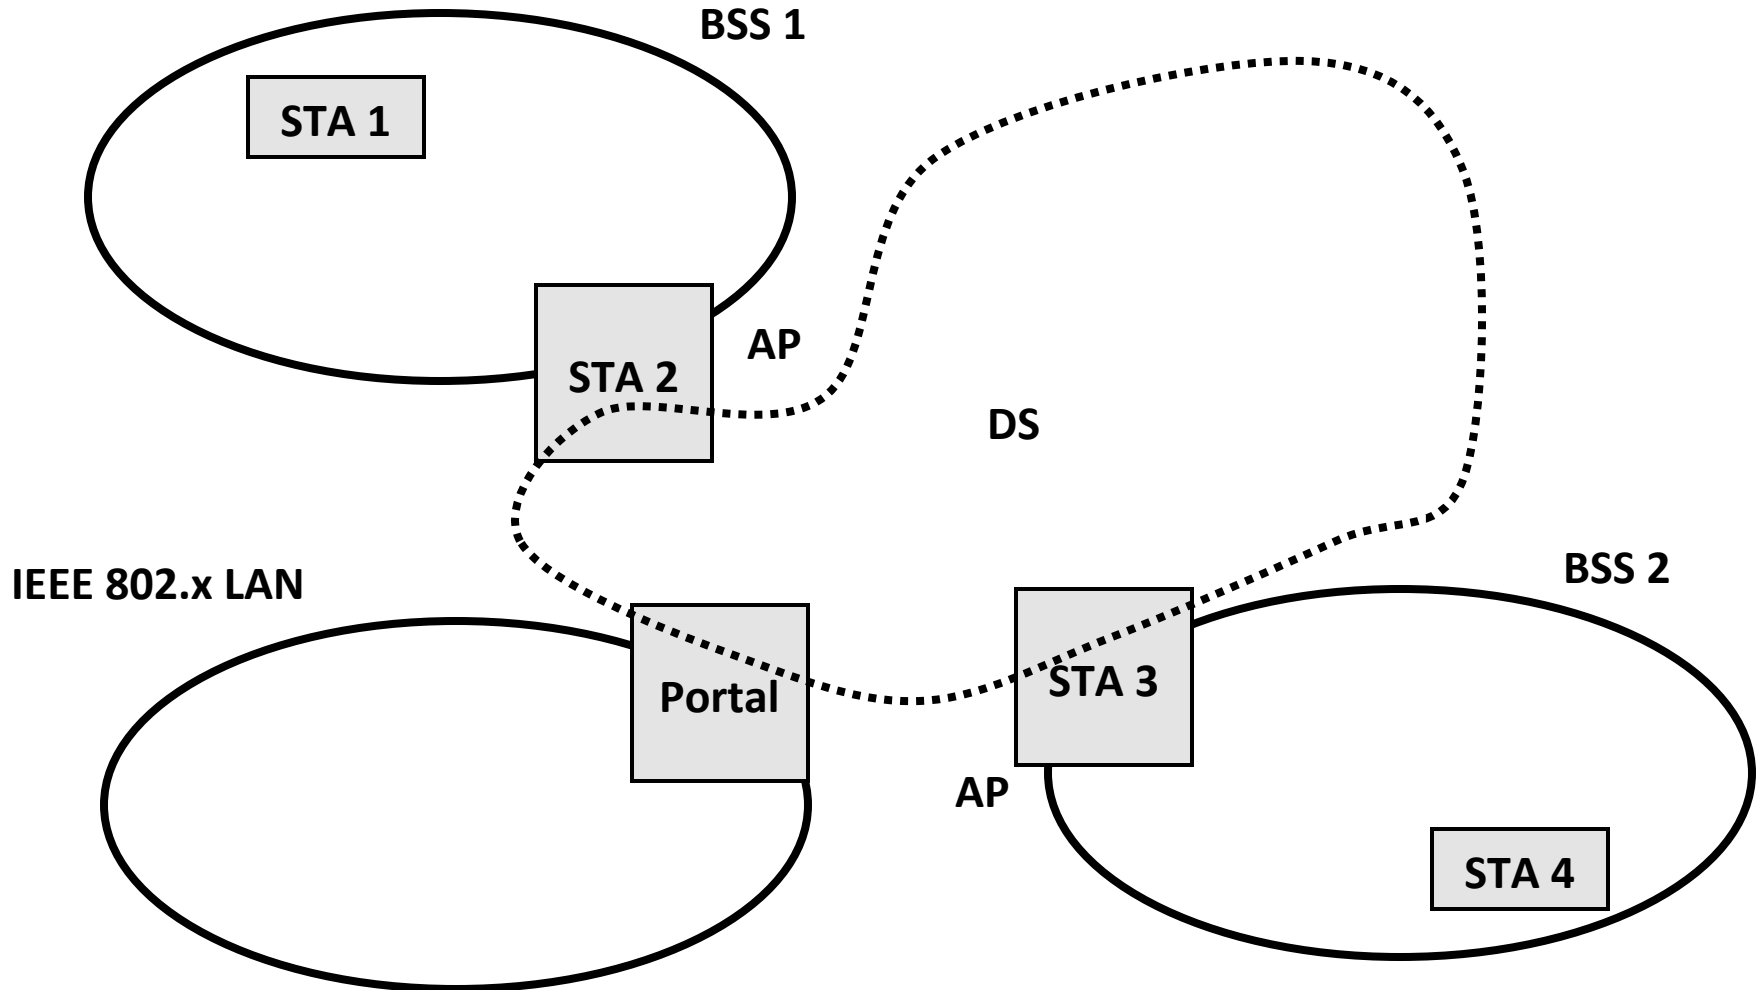 BSS 1
STA 1
AP
STA 2
DS
BSS 2
IEEE 802.x LAN
Portal
STA 3
AP
STA 4